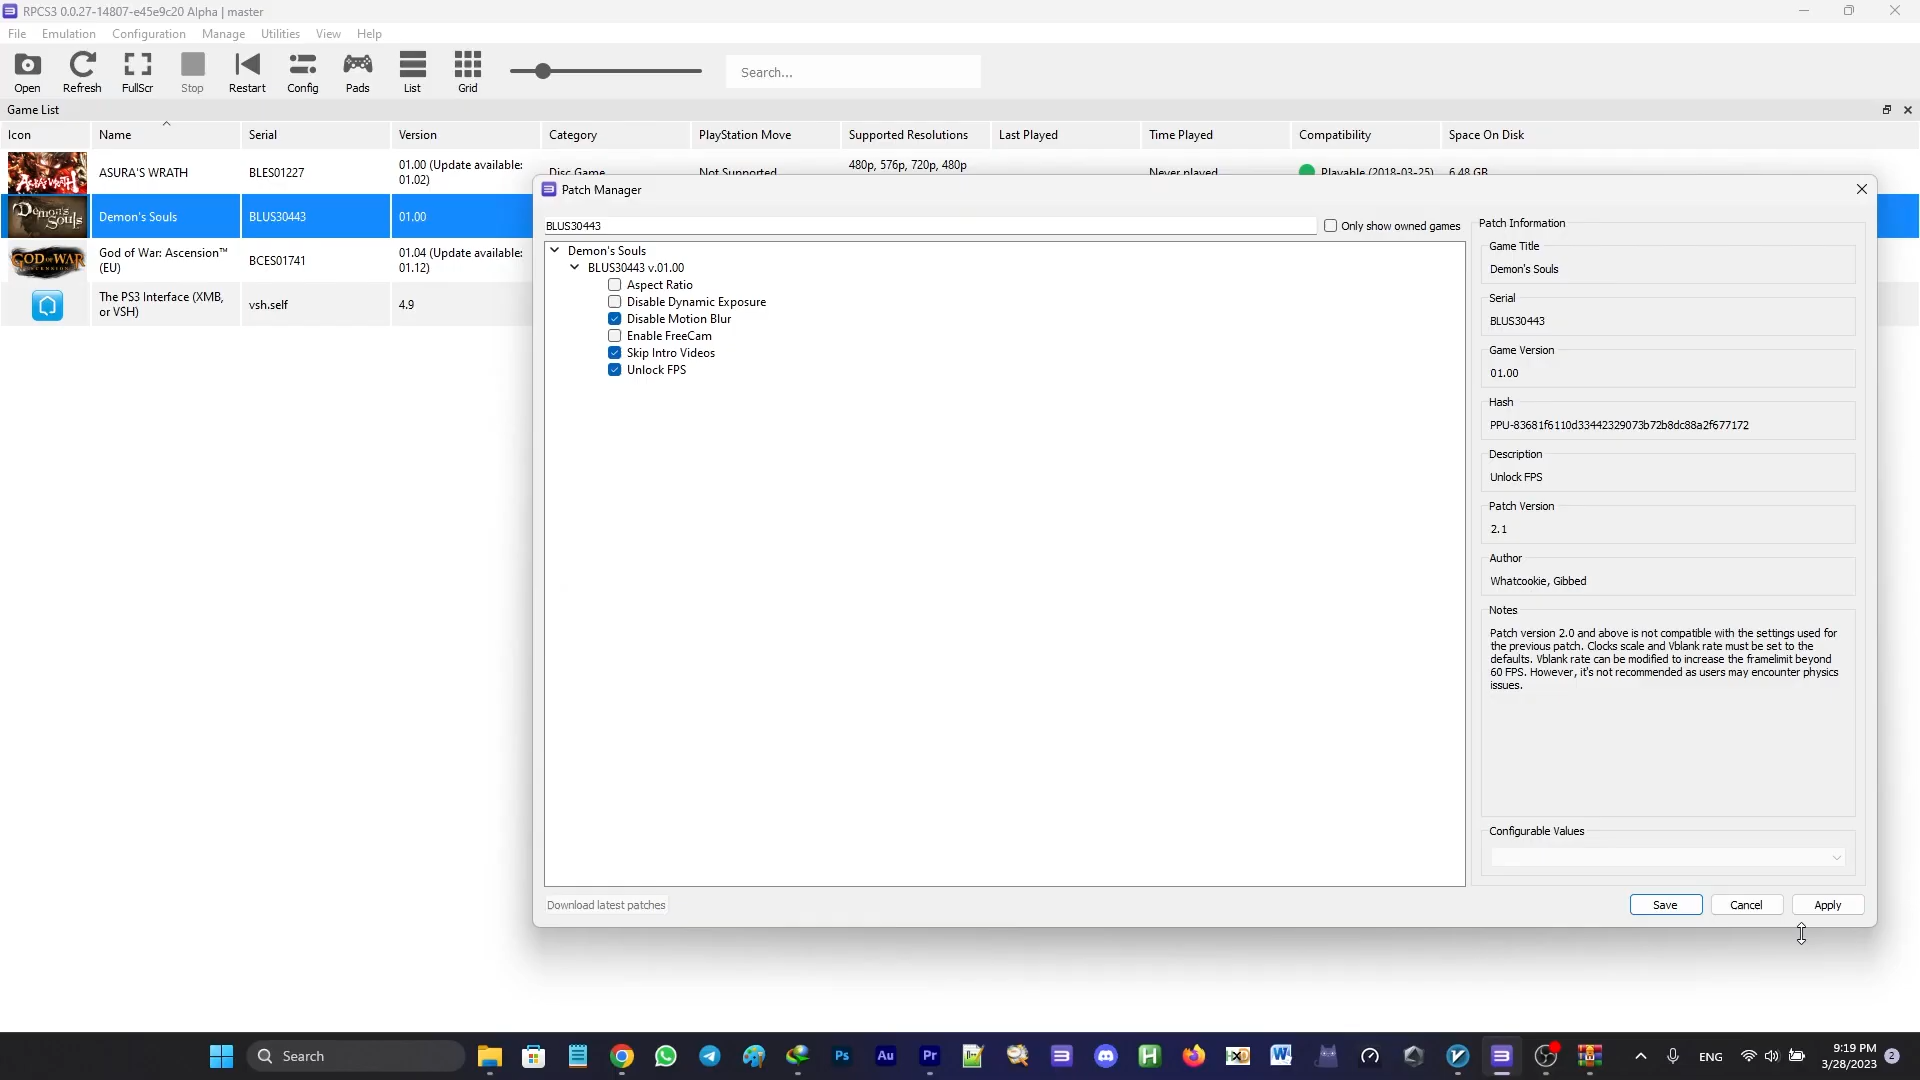 RPCS3 0.0.27-14807-e45e9c20 Alpha | master
File Emulation Configuration Manage Utilities View Help
Open Refresh FullScr Stop Restart Config Pads List Grid
Search...
Game List
Icon Name Serial Version Category PlayStation Move Supported Resolutions Last Played Time Played Compatibility Space On Disk
ASURA'S WRATH BLES01227 01.00 (Update available: 01.02) Disc Game Not Supported 480p, 576p, 720p, 480p Never played Playable (2018-03-25) 6.48 GB
Demon's Souls BLUS30443 01.00
God of War: Ascension™ (EU) BCES01741 01.04 (Update available: 01.12)
The PS3 Interface (XMB, or VSH) vsh.self 4.9
Patch Manager
BLUS30443
Only show owned games
Demon's Souls
BLUS30443 v.01.00
Aspect Ratio
Disable Dynamic Exposure
Disable Motion Blur
Enable FreeCam
Skip Intro Videos
Unlock FPS
Patch Information
Game Title
Demon's Souls
Serial
BLUS30443
Game Version
01.00
Hash
PPU-83681f6110d33442329073b72b8dc88a2f677172
Description
Unlock FPS
Patch Version
2.1
Author
Whatcookie, Gibbed
Notes
Patch version 2.0 and above is not compatible with the settings used for
the previous patch. Clocks scale and Vblank rate must be set to the
defaults. Vblank rate can be modified to increase the framelimit beyond
60 FPS. However, it's not recommended as users may encounter physics
issues.
Configurable Values
Download latest patches
Save Cancel Apply
Search
Ps Au Pr
ENG
9:19 PM
3/28/2023
2